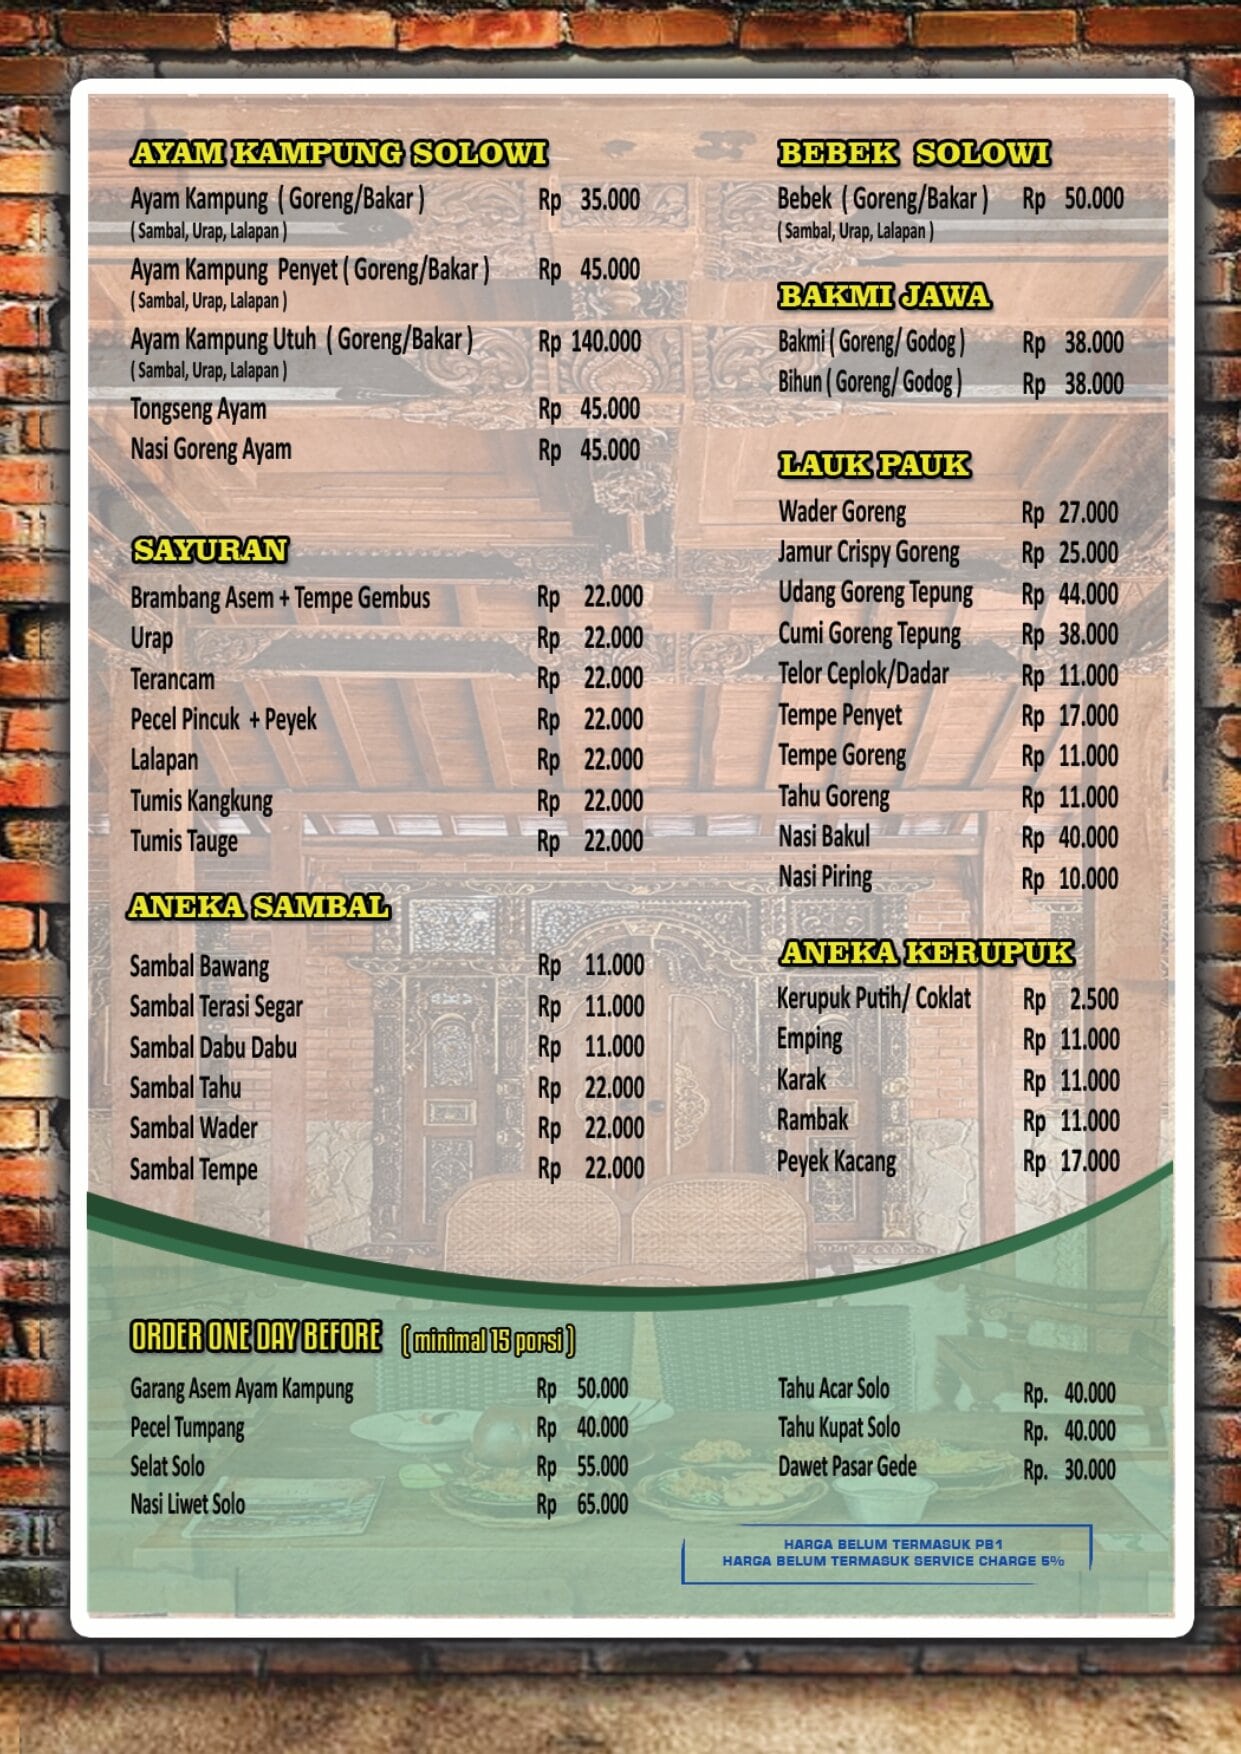 AYAM KAMPUNG SOLOWI
Ayam Kampung ( Goreng/Bakar ) Rp 35.000
( Sambal, Urap, Lalapan )
Ayam Kampung Penyet ( Goreng/Bakar ) Rp 45.000
( Sambal, Urap, Lalapan )
Ayam Kampung Utuh ( Goreng/Bakar ) Rp 140.000
( Sambal, Urap, Lalapan )
Tongseng Ayam Rp 45.000
Nasi Goreng Ayam Rp 45.000
SAYURAN
Brambang Asem + Tempe Gembus Rp 22.000
Urap Rp 22.000
Terancam Rp 22.000
Pecel Pincuk + Peyek Rp 22.000
Lalapan Rp 22.000
Tumis Kangkung Rp 22.000
Tumis Tauge Rp 22.000
ANEKA SAMBAL
Sambal Bawang Rp 11.000
Sambal Terasi Segar Rp 11.000
Sambal Dabu Dabu Rp 11.000
Sambal Tahu Rp 22.000
Sambal Wader Rp 22.000
Sambal Tempe Rp 22.000
BEBEK SOLOWI
Bebek ( Goreng/Bakar ) Rp 50.000
( Sambal, Urap, Lalapan )
BAKMI JAWA
Bakmi ( Goreng/ Godog ) Rp 38.000
Bihun ( Goreng/ Godog ) Rp 38.000
LAUK PAUK
Wader Goreng Rp 27.000
Jamur Crispy Goreng Rp 25.000
Udang Goreng Tepung Rp 44.000
Cumi Goreng Tepung Rp 38.000
Telor Ceplok/Dadar Rp 11.000
Tempe Penyet Rp 17.000
Tempe Goreng Rp 11.000
Tahu Goreng Rp 11.000
Nasi Bakul Rp 40.000
Nasi Piring Rp 10.000
ANEKA KERUPUK
Kerupuk Putih/ Coklat Rp 2.500
Emping Rp 11.000
Karak Rp 11.000
Rambak Rp 11.000
Peyek Kacang Rp 17.000
ORDER ONE DAY BEFORE ( minimal 15 porsi )
Garang Asem Ayam Kampung Rp 50.000
Pecel Tumpang Rp 40.000
Selat Solo Rp 55.000
Nasi Liwet Solo Rp 65.000
Tahu Acar Solo Rp. 40.000
Tahu Kupat Solo Rp. 40.000
Dawet Pasar Gede Rp. 30.000
HARGA BELUM TERMASUK PB1
HARGA BELUM TERMASUK SERVICE CHARGE 5%